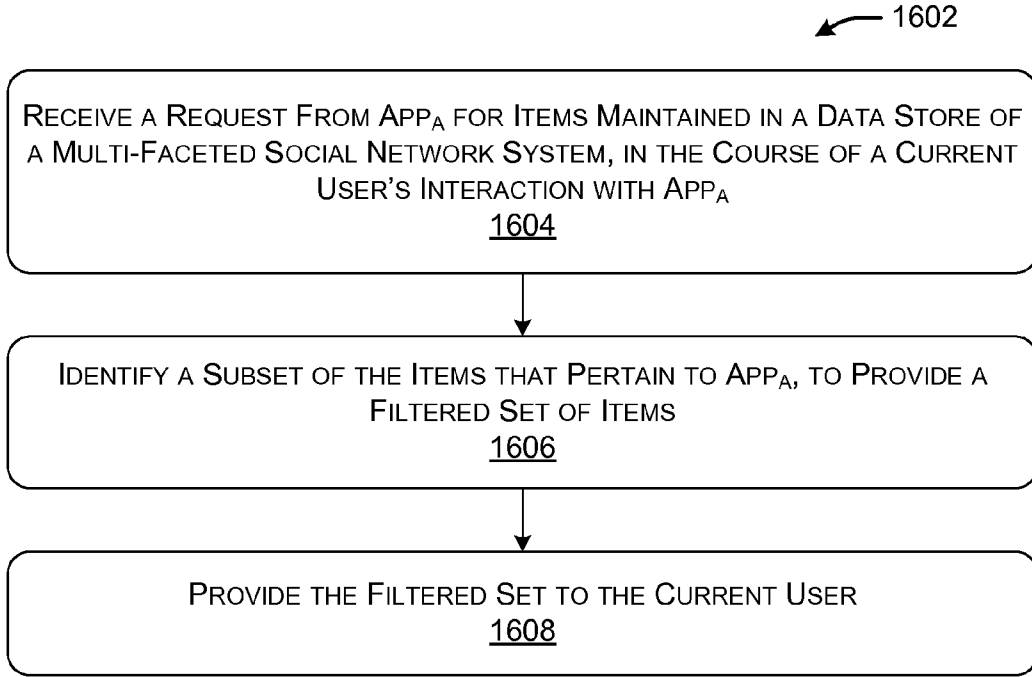 1602
RECEIVE A REQUEST FROM APPA FOR ITEMS MAINTAINED IN A DATA STORE OF
A MULTI-FACETED SOCIAL NETWORK SYSTEM, IN THE COURSE OF A CURRENT
USER'S INTERACTION WITH APPA
1604
IDENTIFY A SUBSET OF THE ITEMS THAT PERTAIN TO APPA, TO PROVIDE A
FILTERED SET OF ITEMS
1606
PROVIDE THE FILTERED SET TO THE CURRENT USER
1608